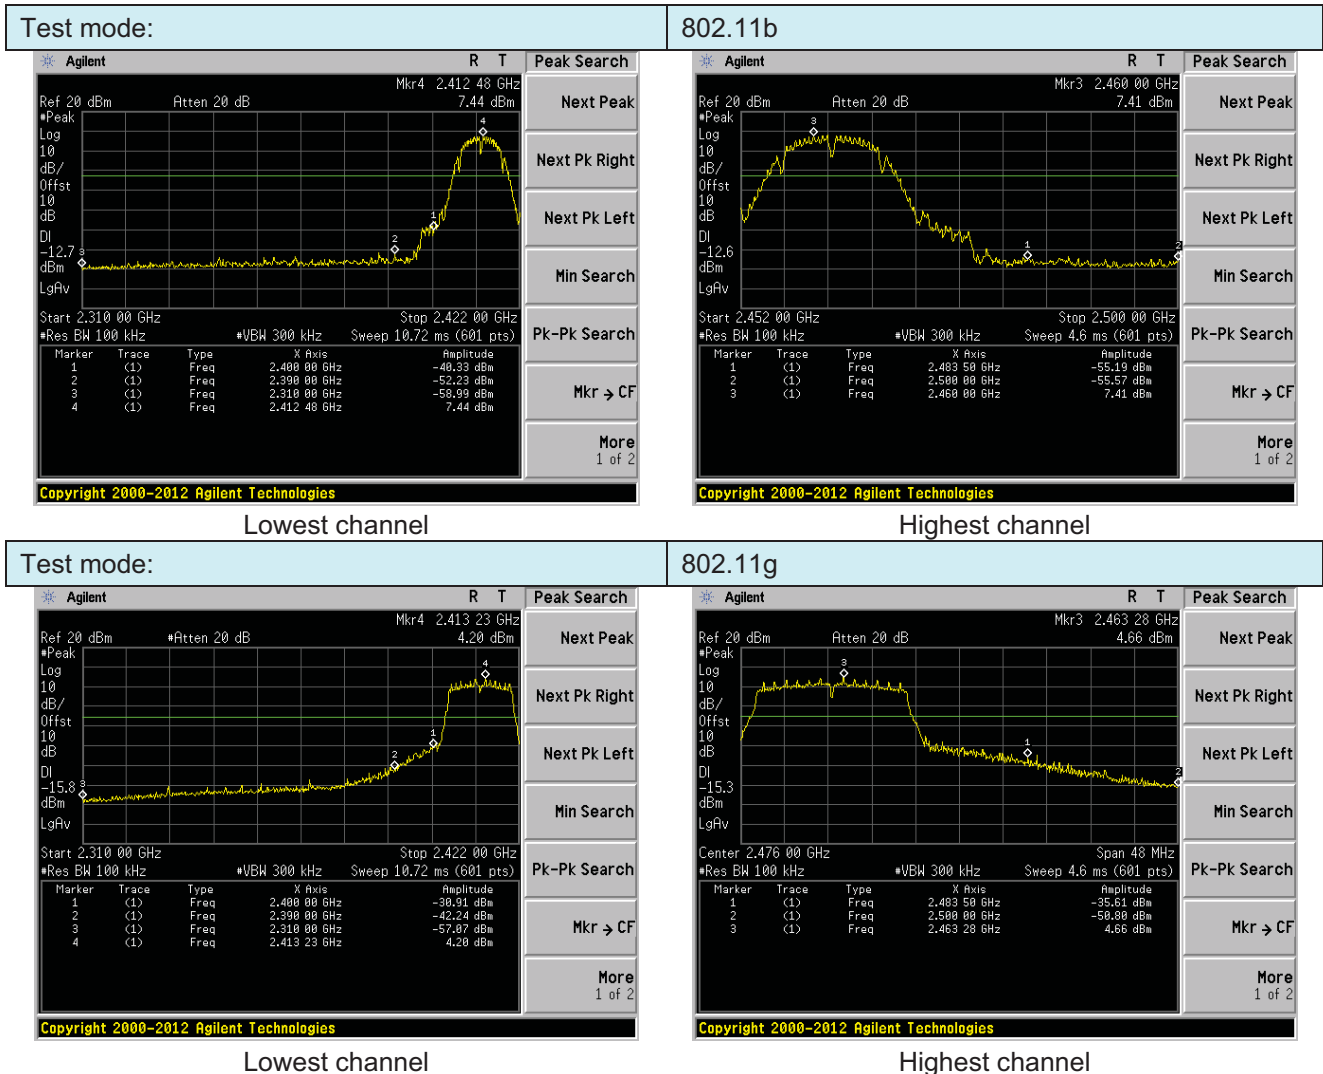 Test mode: 802.11b
Agilent R T Peak Search
Mkr4 2.412 48 GHz
Ref 20 dBm Atten 20 dB 7.44 dBm
#Peak
Log
10
dB/
Offst
10
dB
DI
-12.7
dBm
LgAv
4
1
2
3
Start 2.310 00 GHz Stop 2.422 00 GHz
#Res BW 100 kHz #VBW 300 kHz Sweep 10.72 ms (601 pts)
Marker Trace Type X Axis Amplitude
1 (1) Freq 2.400 00 GHz -40.33 dBm
2 (1) Freq 2.390 00 GHz -52.23 dBm
3 (1) Freq 2.310 00 GHz -58.99 dBm
4 (1) Freq 2.412 48 GHz 7.44 dBm
Next Peak
Next Pk Right
Next Pk Left
Min Search
Pk-Pk Search
Mkr → CF
More
1 of 2
Copyright 2000-2012 Agilent Technologies
Lowest channel
Agilent R T Peak Search
Mkr3 2.460 00 GHz
Ref 20 dBm Atten 20 dB 7.41 dBm
#Peak
Log
10
dB/
Offst
10
dB
DI
-12.6
dBm
LgAv
3
1
2
Start 2.452 00 GHz Stop 2.500 00 GHz
#Res BW 100 kHz #VBW 300 kHz Sweep 4.6 ms (601 pts)
Marker Trace Type X Axis Amplitude
1 (1) Freq 2.483 50 GHz -55.19 dBm
2 (1) Freq 2.500 00 GHz -55.57 dBm
3 (1) Freq 2.460 00 GHz 7.41 dBm
Next Peak
Next Pk Right
Next Pk Left
Min Search
Pk-Pk Search
Mkr → CF
More
1 of 2
Copyright 2000-2012 Agilent Technologies
Highest channel
Test mode: 802.11g
Agilent R T Peak Search
Mkr4 2.413 23 GHz
Ref 20 dBm #Atten 20 dB 4.20 dBm
#Peak
Log
10
dB/
Offst
10
dB
DI
-15.8
dBm
LgAv
4
1
2
3
Start 2.310 00 GHz Stop 2.422 00 GHz
#Res BW 100 kHz #VBW 300 kHz Sweep 10.72 ms (601 pts)
Marker Trace Type X Axis Amplitude
1 (1) Freq 2.400 00 GHz -30.91 dBm
2 (1) Freq 2.390 00 GHz -42.24 dBm
3 (1) Freq 2.310 00 GHz -57.07 dBm
4 (1) Freq 2.413 23 GHz 4.20 dBm
Next Peak
Next Pk Right
Next Pk Left
Min Search
Pk-Pk Search
Mkr → CF
More
1 of 2
Copyright 2000-2012 Agilent Technologies
Lowest channel
Agilent R T Peak Search
Mkr3 2.463 28 GHz
Ref 20 dBm Atten 20 dB 4.66 dBm
#Peak
Log
10
dB/
Offst
10
dB
DI
-15.3
dBm
LgAv
3
1
2
Center 2.476 00 GHz Span 48 MHz
#Res BW 100 kHz #VBW 300 kHz Sweep 4.6 ms (601 pts)
Marker Trace Type X Axis Amplitude
1 (1) Freq 2.483 50 GHz -35.61 dBm
2 (1) Freq 2.500 00 GHz -50.80 dBm
3 (1) Freq 2.463 28 GHz 4.66 dBm
Next Peak
Next Pk Right
Next Pk Left
Min Search
Pk-Pk Search
Mkr → CF
More
1 of 2
Copyright 2000-2012 Agilent Technologies
Highest channel